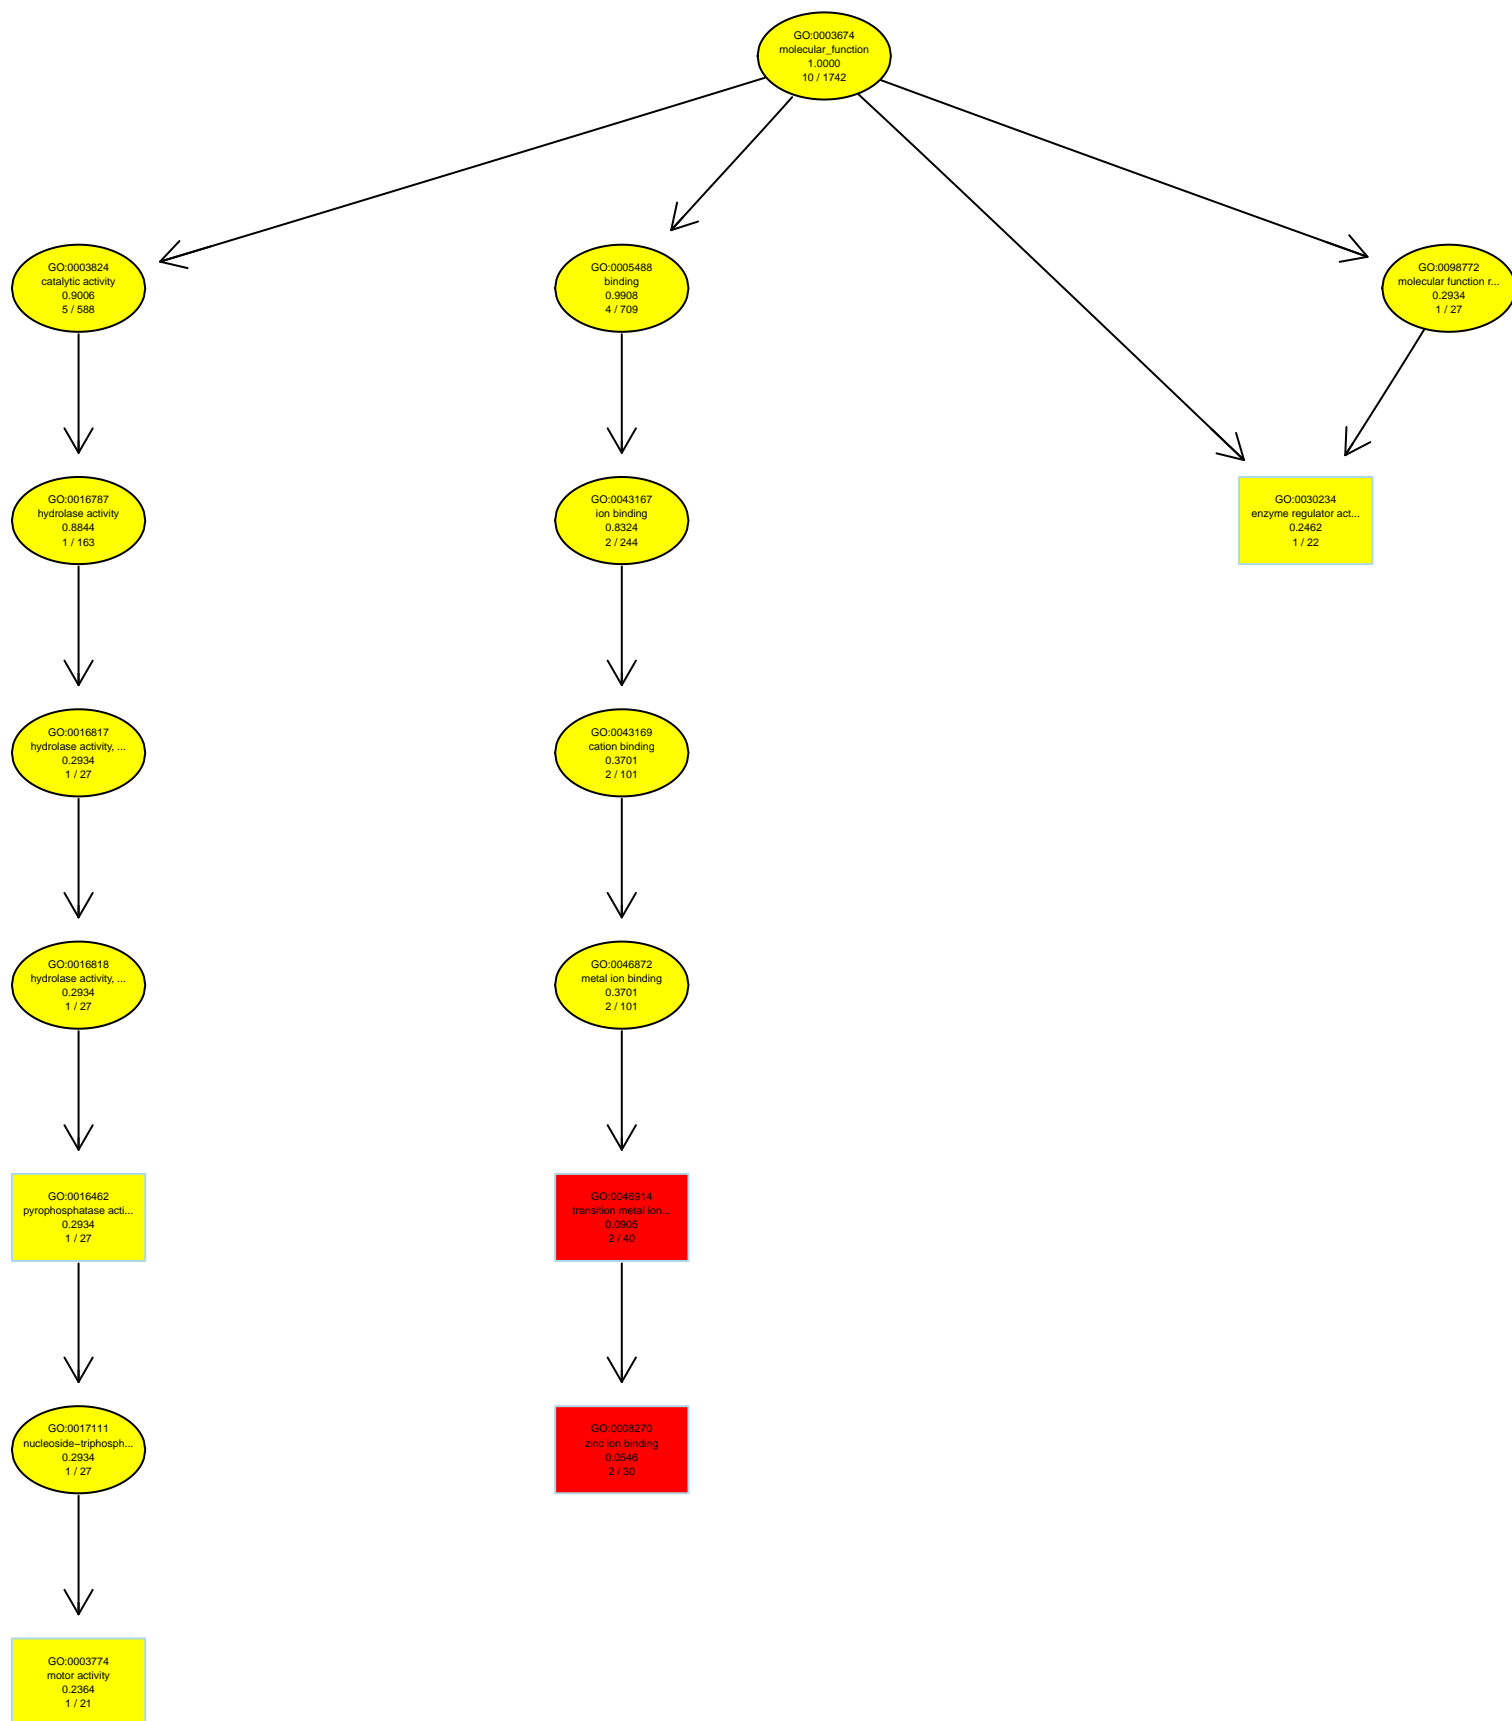 GO:0003674
molecular_function
1.0000
10 / 1742
GO:0003824
catalytic activity
0.9006
5 / 588
GO:0005488
binding
0.9908
4 / 709
GO:0098772
molecular function r...
0.2934
1 / 27
GO:0016787
hydrolase activity
0.8844
1 / 163
GO:0043167
ion binding
0.8324
2 / 244
GO:0030234
enzyme regulator act...
0.2462
1 / 22
GO:0016817
hydrolase activity, ...
0.2934
1 / 27
GO:0043169
cation binding
0.3701
2 / 101
GO:0016818
hydrolase activity, ...
0.2934
1 / 27
GO:0046872
metal ion binding
0.3701
2 / 101
GO:0016462
pyrophosphatase acti...
0.2934
1 / 27
GO:0046914
transition metal ion...
0.0905
2 / 40
GO:0017111
nucleoside−triphosph...
0.2934
1 / 27
GO:0008270
zinc ion binding
0.0546
2 / 30
GO:0003774
motor activity
0.2364
1 / 21